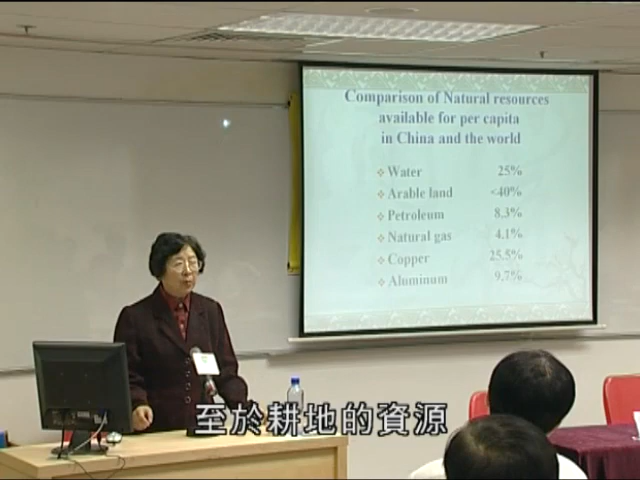 Comparison of Natural resources
available for per capita
in China and the world
Water 25%
Arable land <40%
Petroleum 8.3%
Natural gas 4.1%
Copper 25.5%
Aluminum 9.7%
至於耕地的資源